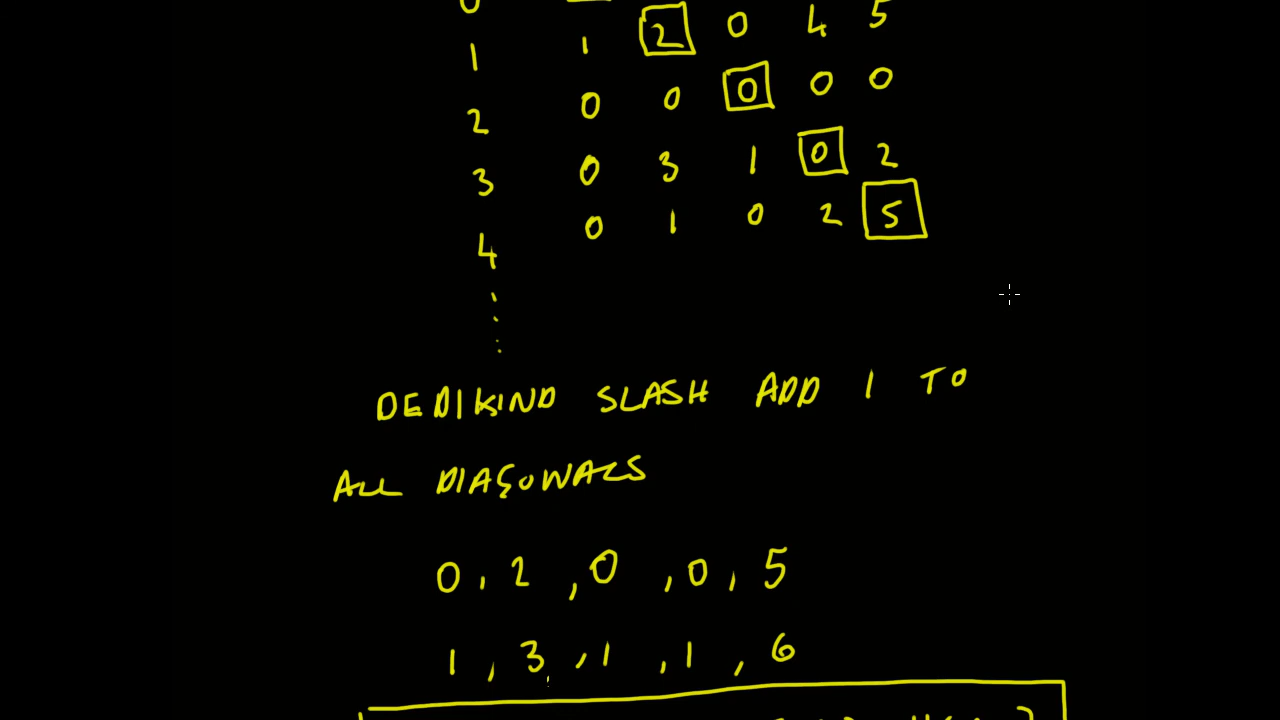 0
1 1 2 0 4 5
2 0 0 0 0 0
3 0 3 1 0 2
4 0 1 0 2 5
DEDIKIND SLASH ADD 1 TO
ALL DIAGONALS
0, 2, 0, 0, 5
1, 3, 1, 1, 6